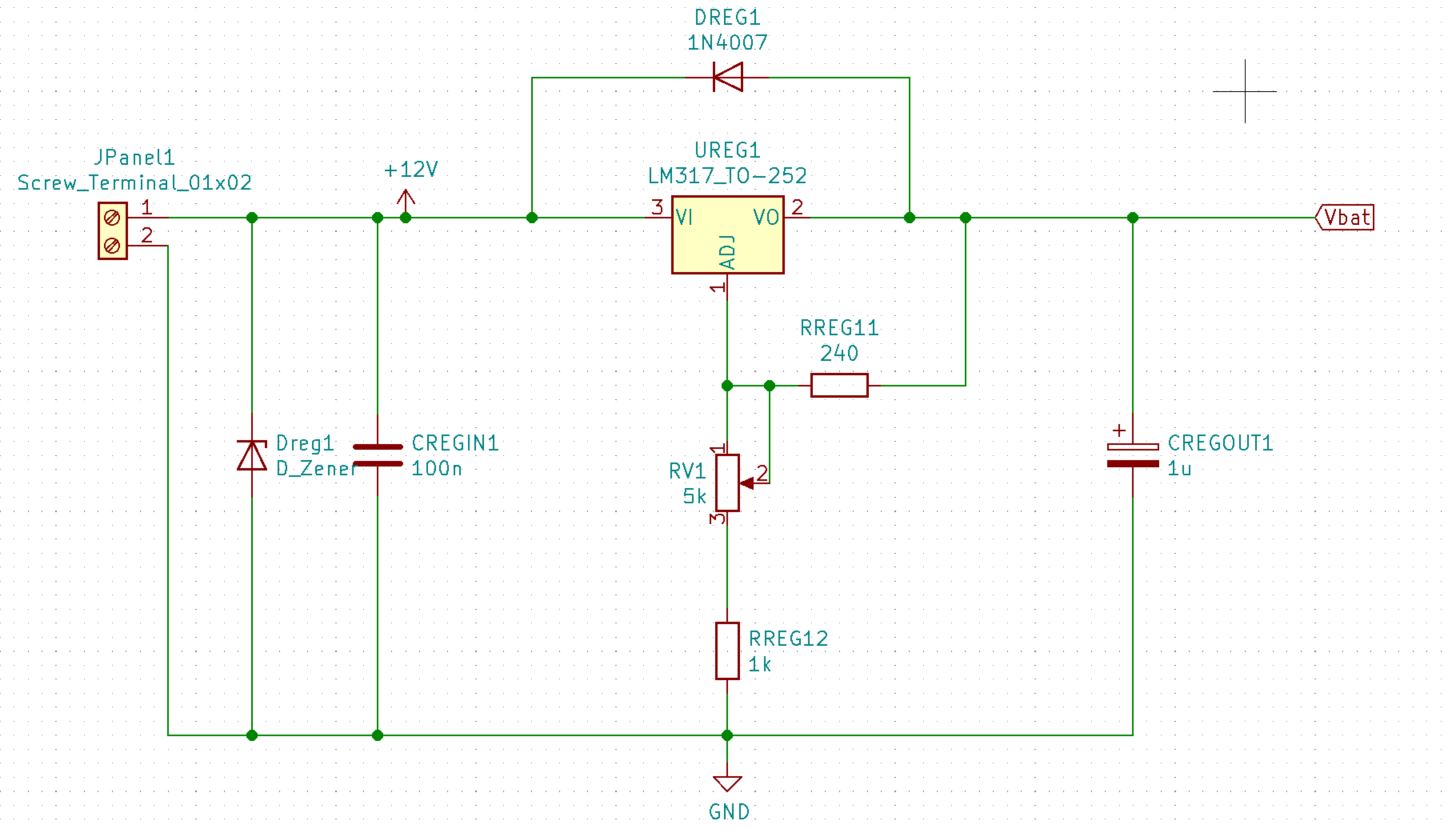 DREG1
1N4007
JPanel1
Screw_Terminal_01x02
1
2
+12V
UREG1
LM317_TO-252
3
VI
VO
2
ADJ
1
Vbat
RREG11
240
Dreg1
D_Zener
CREGIN1
100n
1
RV1
5k
2
3
+
CREGOUT1
1u
RREG12
1k
GND